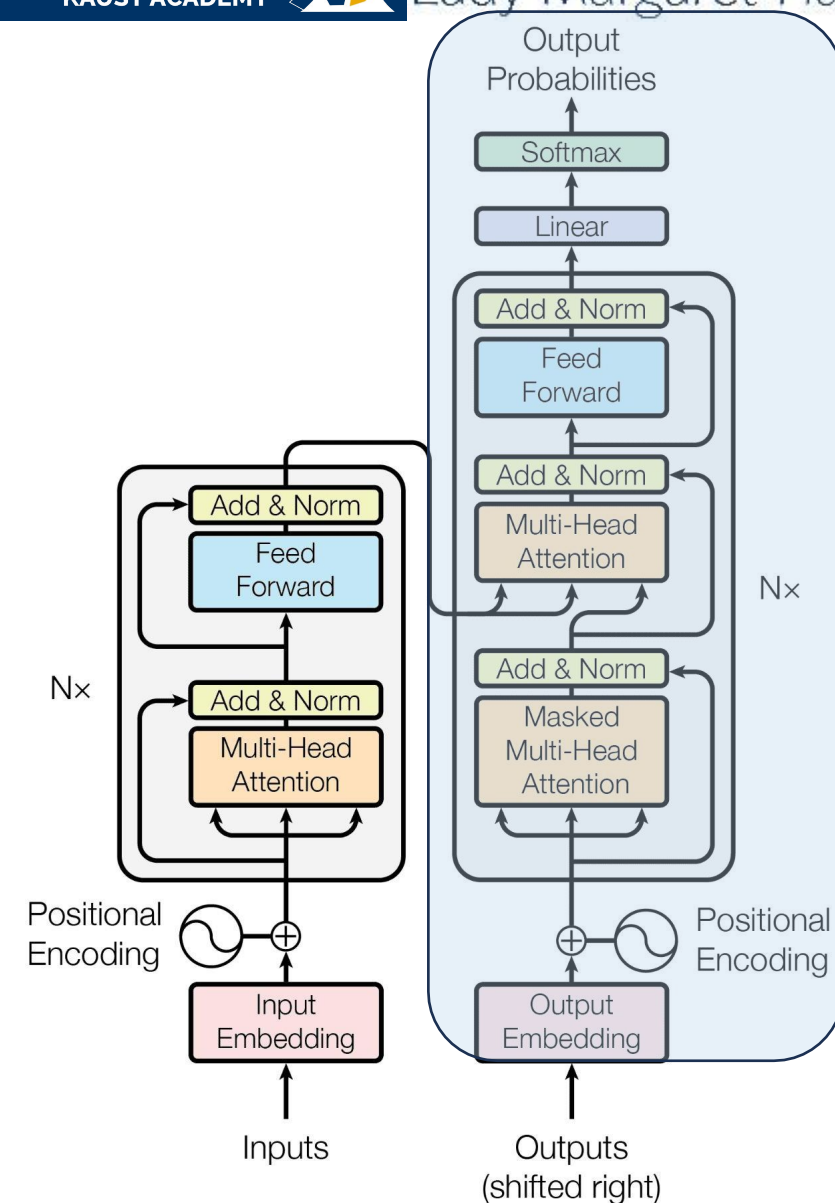 KAUST ACADEMY
Lady Margaret
Output
Probabilities
Softmax
Linear
Add & Norm
Feed
Forward
Add & Norm
Multi-Head
Attention
N×
Add & Norm
Masked
Multi-Head
Attention
Add & Norm
Feed
Forward
N×
Add & Norm
Multi-Head
Attention
Positional
Encoding
Positional
Encoding
Input
Embedding
Output
Embedding
Inputs
Outputs
(shifted right)